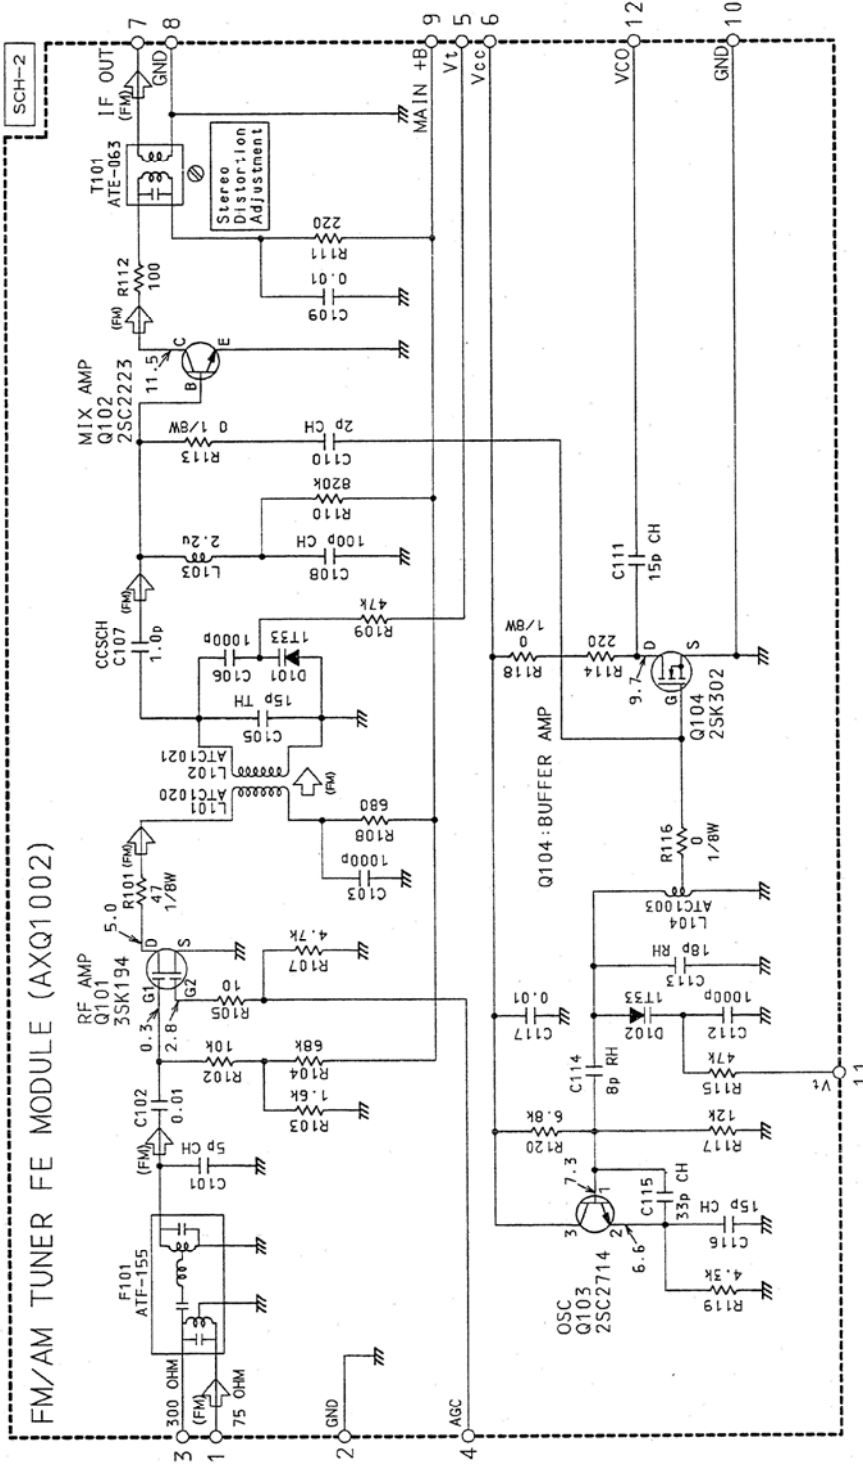 SCH-2
FM/AM TUNER FE MODULE (AXQ1002)
3
300 OHM
1
(FM)
75 OHM
2
GND
4
AGC
F101
ATF-155
C101
5p CH
(FM)
C102
0.01
R103
1.6k
R102
10k
R104
68k
RF AMP
Q101
3SK194
0.3
2.8
G1
G2
D
S
5.0
R105
10
R107
4.7k
R101
47
1/8W
(FM)
C103
1000p
R108
680
L101
ATC1020
L102
ATC1021
(FM)
C105
15p TH
C106
1000p
D101
1T33
R109
47k
CCSCH
C107
1.0p
(FM)
L103
2.2u
C108
100p CH
R110
820k
R113
0 1/8W
C110
2p CH
MIX AMP
Q102
2SC2223
B
C
E
11.5
(FM)
R112
100
C109
0.01
R111
220
T101
ATE-063
Stereo
Distortion
Adjustment
IF OUT
(FM)
7
GND
8
MAIN +B
9
Vt
5
Vcc
6
VCO
12
GND
10
OSC
Q103
2SC2714
3
2
1
7.3
6.6
R119
4.3k
C116
15p CH
C115
33p CH
R120
6.8k
R117
12k
C114
8p RH
C117
0.01
D102
1T33
R115
47k
C112
1000p
Vt
11
C113
18p RH
L104
ATC1003
R116
0
1/8W
Q104:BUFFER AMP
Q104
2SK302
G
D
S
9.7
R118
0
1/8W
R114
220
C111
15p CH